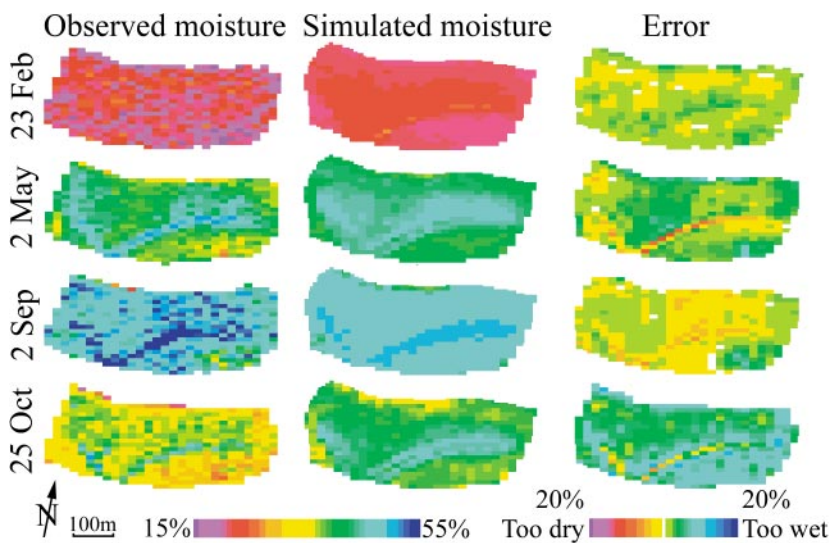 Observed moisture Simulated moisture Error
23 Feb
2 May
2 Sep
25 Oct
N 100m 15% 55% 20% Too dry 20% Too wet